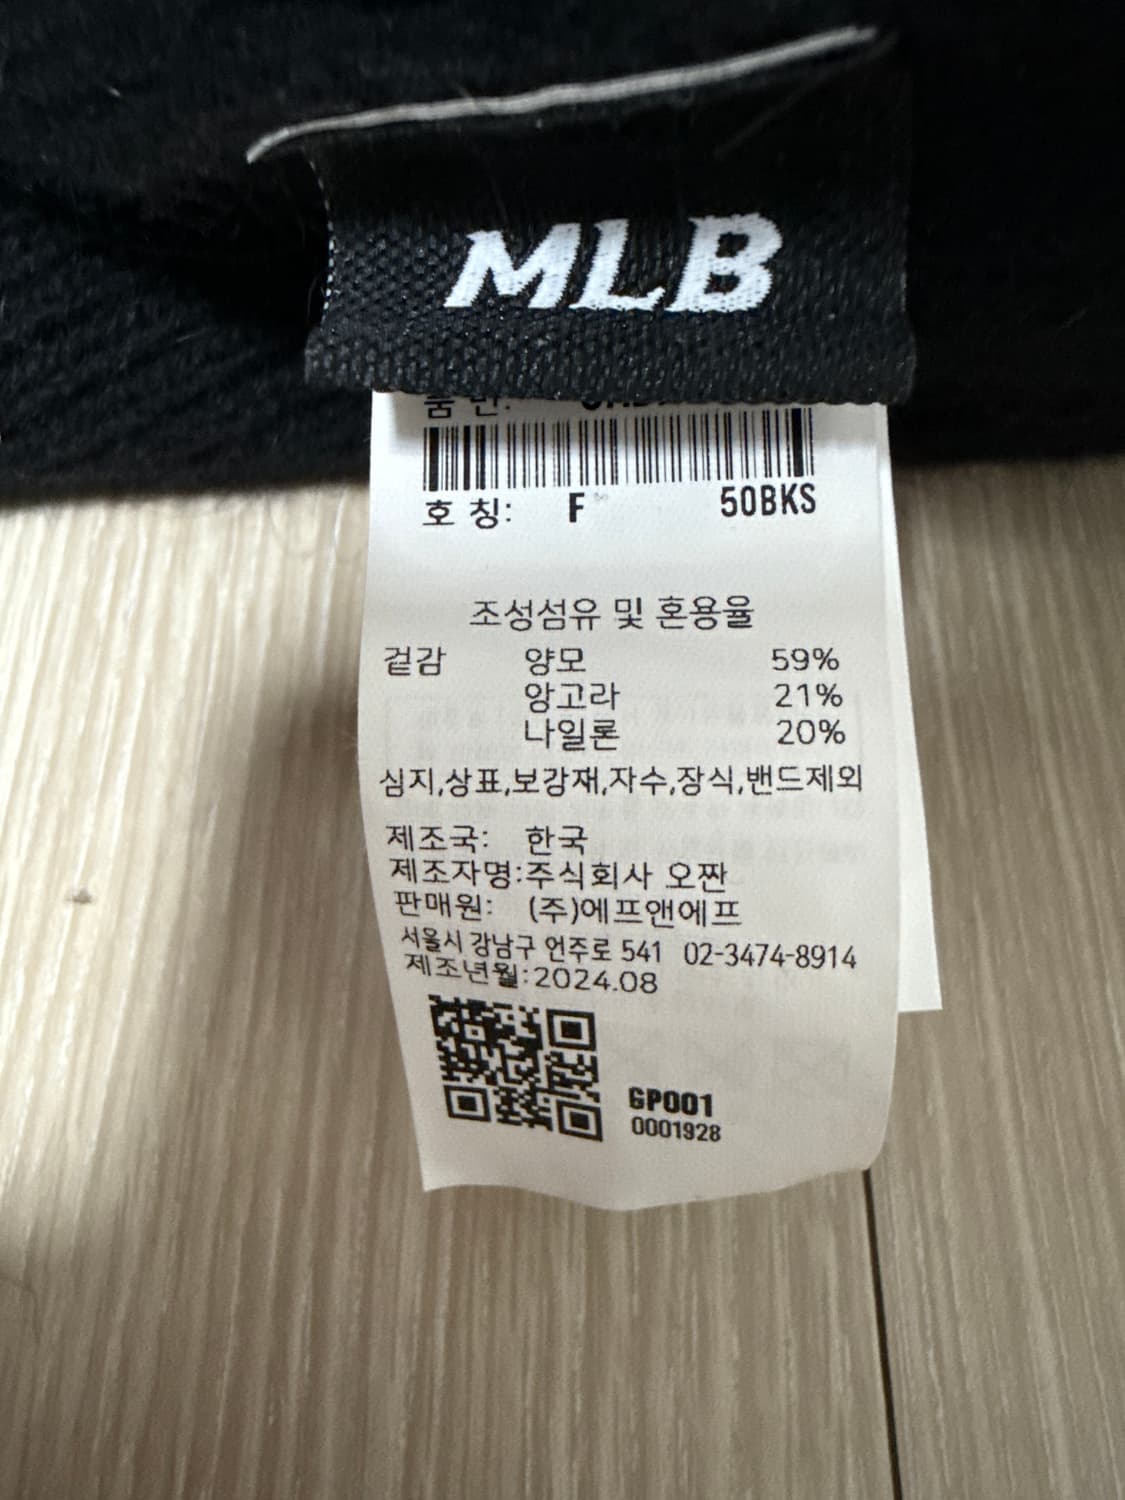 MLB
품 번:
호 칭: F 50BKS
조성섬유 및 혼용율
겉감 양모 59%
앙고라 21%
나일론 20%
심지,상표,보강재,자수,장식,밴드제외
제조국: 한국
제조자명:주식회사 오짠
판매원: (주)에프앤에프
서울시 강남구 언주로 541 02-3474-8914
제조년월:2024.08
GP001
0001928